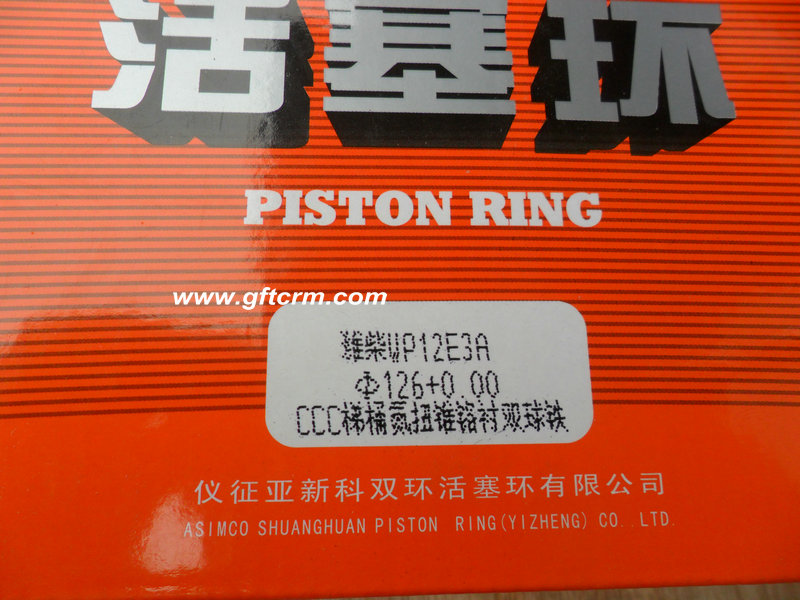 活塞环
PISTON RING
www.gftcrm.com
潍柴WP12E3A
Φ126+0.00
CCC梯桶氮扭锥铬衬双球铁
仪征亚新科双环活塞环有限公司
ASIMCO SHUANGHUAN PISTON RING(YIZHENG) CO..LTD.